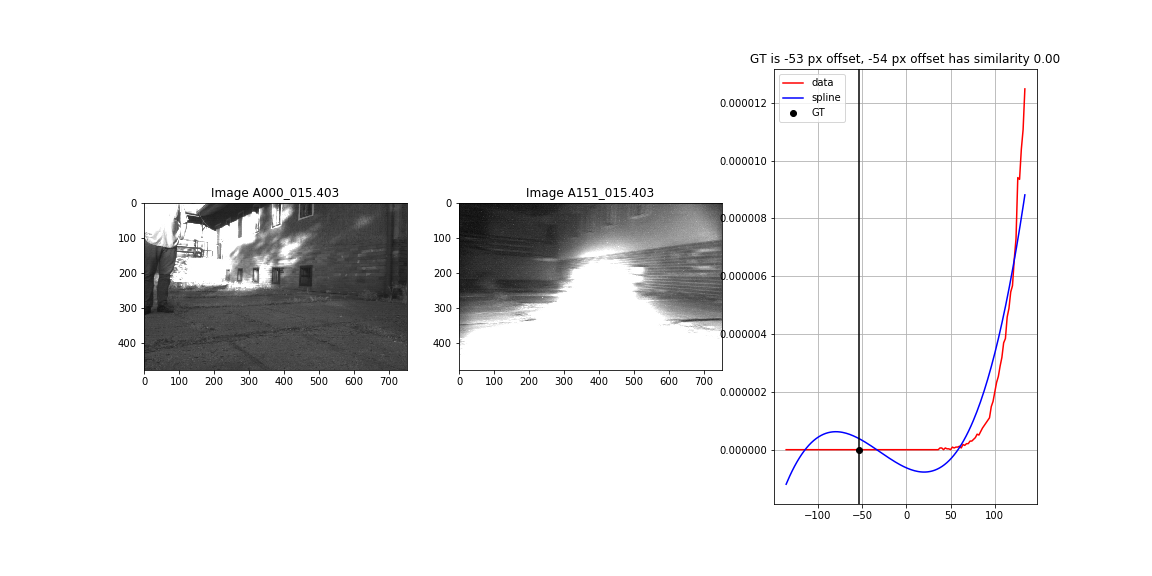 GT is -53 px offset, -54 px offset has similarity 0.00
data
spline
GT
0.000012
0.000010
0.000008
0.000006
0.000004
0.000002
0.000000
−100 −50 0 50 100
Image A000_015.403
0
100
200
300
400
0 100 200 300 400 500 600 700
Image A151_015.403
0
100
200
300
400
0 100 200 300 400 500 600 700